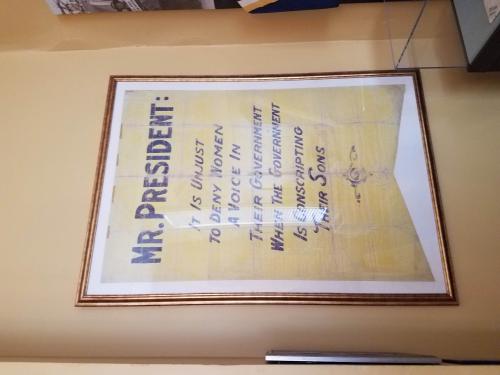 MR. PRESIDENT:
IT IS UNJUST
TO DENY WOMEN
A VOICE IN
THEIR GOVERNMENT
WHEN THE GOVERNMENT
IS CONSCRIPTING
THEIR SONS